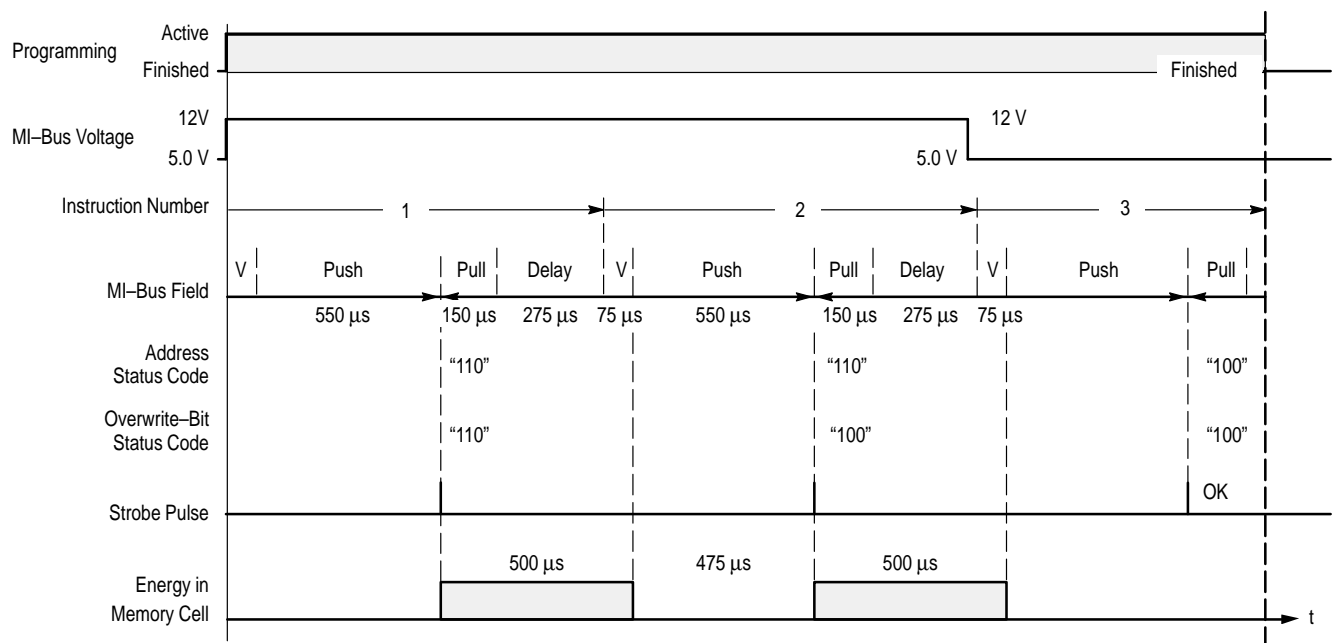 Active
Programming
Finished
Finished
12V
12 V
MI–Bus Voltage
5.0 V
5.0 V
Instruction Number
1
2
3
V
Push
Pull
Delay
V
Push
Pull
Delay
V
Push
Pull
MI–Bus Field
550 µs
150 µs
275 µs
75 µs
550 µs
150 µs
275 µs
75 µs
Address
Status Code
“110”
“110”
“100”
Overwrite–Bit
Status Code
“110”
“100”
“100”
OK
Strobe Pulse
500 µs
475 µs
500 µs
Energy in
Memory Cell
t